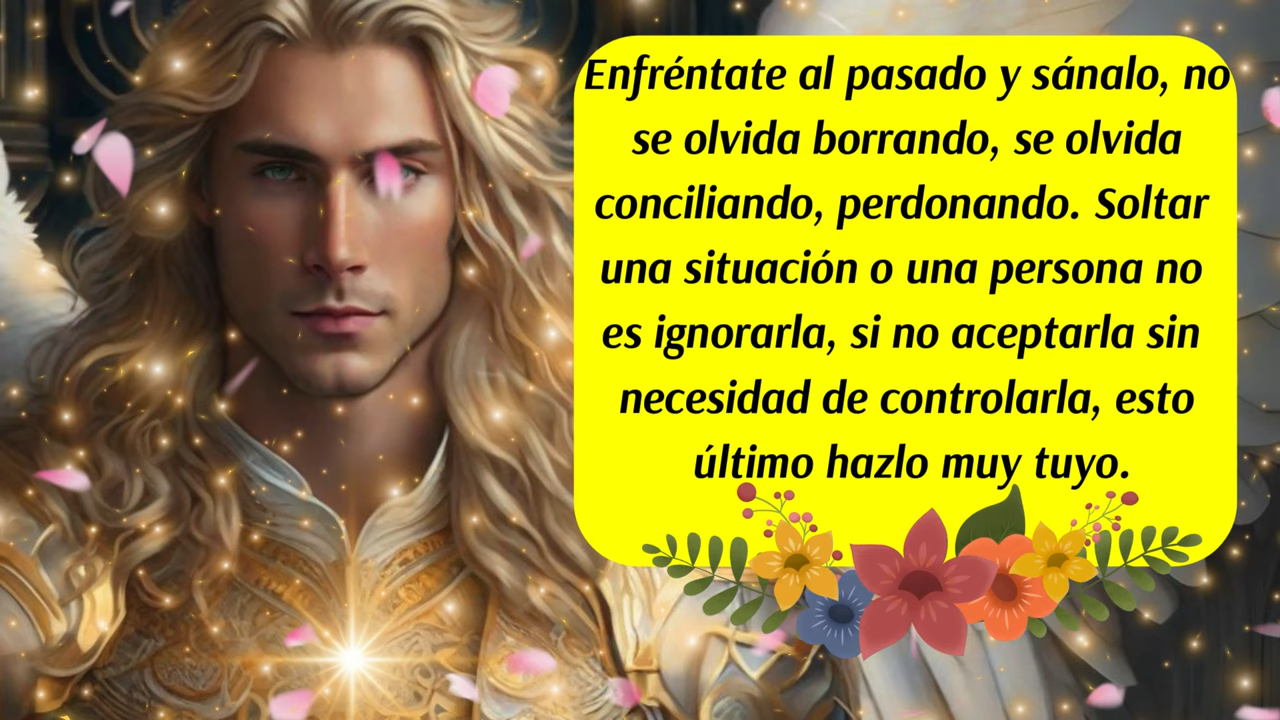 Enfréntate al pasado y sánalo, no
se olvida borrando, se olvida
conciliando, perdonando. Soltar
una situación o una persona no
es ignorarla, si no aceptarla sin
necesidad de controlarla, esto
último hazlo muy tuyo.